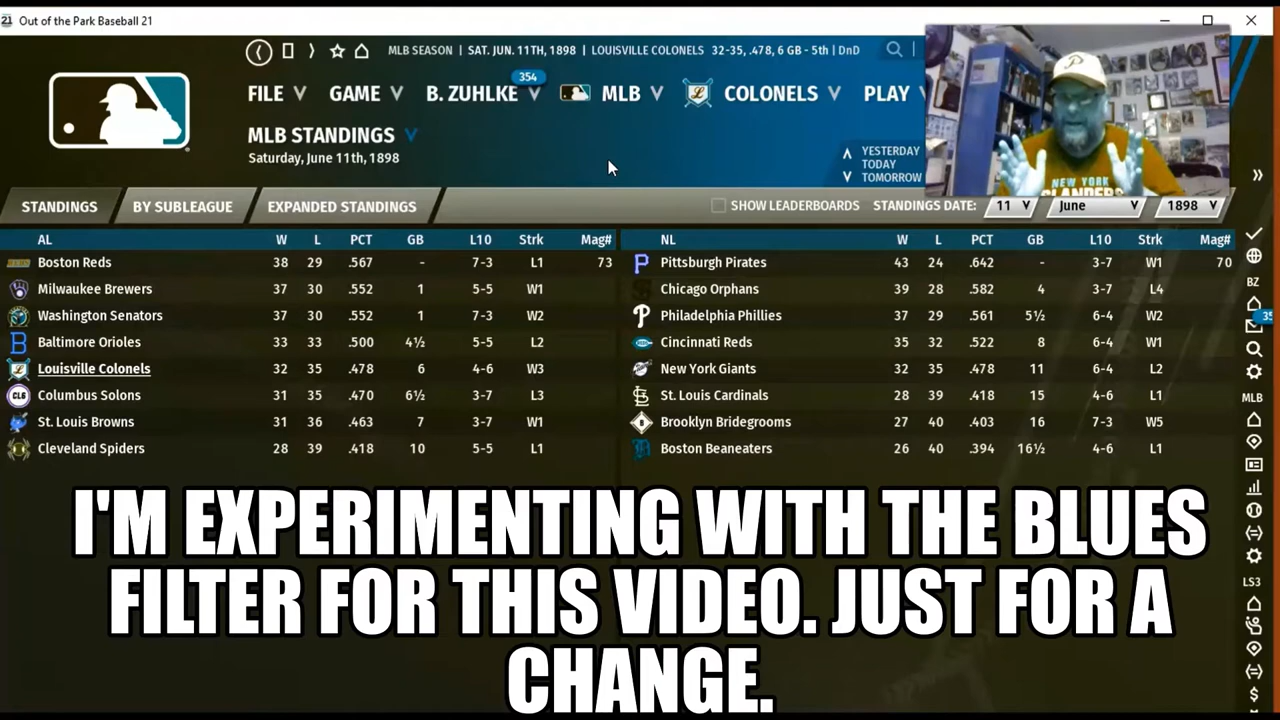 21 Out of the Park Baseball 21
MLB SEASON | SAT. JUN. 11TH, 1898 | LOUISVILLE COLONELS 32-35, .478, 6 GB - 5th | DnD
354
FILE GAME B. ZUHLKE MLB COLONELS PLAY
MLB STANDINGS
Saturday, June 11th, 1898
YESTERDAY
TODAY
TOMORROW
NEW YORK
STANDINGS BY SUBLEAGUE EXPANDED STANDINGS SHOW LEADERBOARDS STANDINGS DATE: 11 June 1898
AL W L PCT GB L10 Strk Mag# NL W L PCT GB L10 Strk Mag#
Boston Reds 38 29 .567 - 7-3 L1 73 Pittsburgh Pirates 43 24 .642 - 3-7 W1 70
Milwaukee Brewers 37 30 .552 1 5-5 W1 Chicago Orphans 39 28 .582 4 3-7 L4
Washington Senators 37 30 .552 1 7-3 W2 Philadelphia Phillies 37 29 .561 5½ 6-4 W2
Baltimore Orioles 33 33 .500 4½ 5-5 L2 Cincinnati Reds 35 32 .522 8 6-4 W1
Louisville Colonels 32 35 .478 6 4-6 W3 New York Giants 32 35 .478 11 6-4 L2
Columbus Solons 31 35 .470 6½ 3-7 L3 St. Louis Cardinals 28 39 .418 15 4-6 L1
St. Louis Browns 31 36 .463 7 3-7 W1 Brooklyn Bridegrooms 27 40 .403 16 7-3 W5
Cleveland Spiders 28 39 .418 10 5-5 L1 Boston Beaneaters 26 40 .394 16½ 4-6 L1
BZ
35
MLB
LS3
I'M EXPERIMENTING WITH THE BLUES
FILTER FOR THIS VIDEO. JUST FOR A
CHANGE.